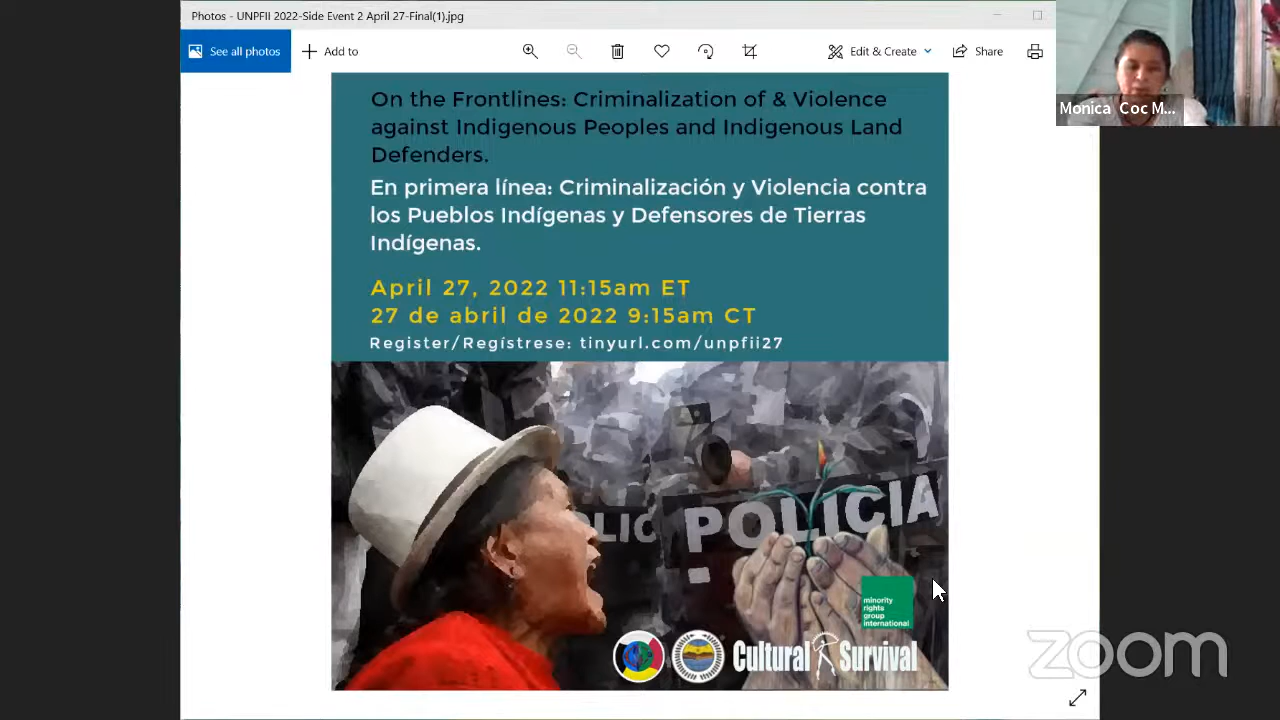 Photos - UNPFII 2022-Side Event 2 April 27-Final(1).jpg
See all photos
Add to
Edit & Create
Share
Monica Coc M...
On the Frontlines: Criminalization of & Violence
against Indigenous Peoples and Indigenous Land
Defenders.
En primera línea: Criminalización y Violencia contra
los Pueblos Indígenas y Defensores de Tierras
Indígenas.
April 27, 2022 11:15am ET
27 de abril de 2022 9:15am CT
Register/Regístrese: tinyurl.com/unpfii27
POLICIA
LIC
minority
rights
group
international
Cultural Survival
zoom